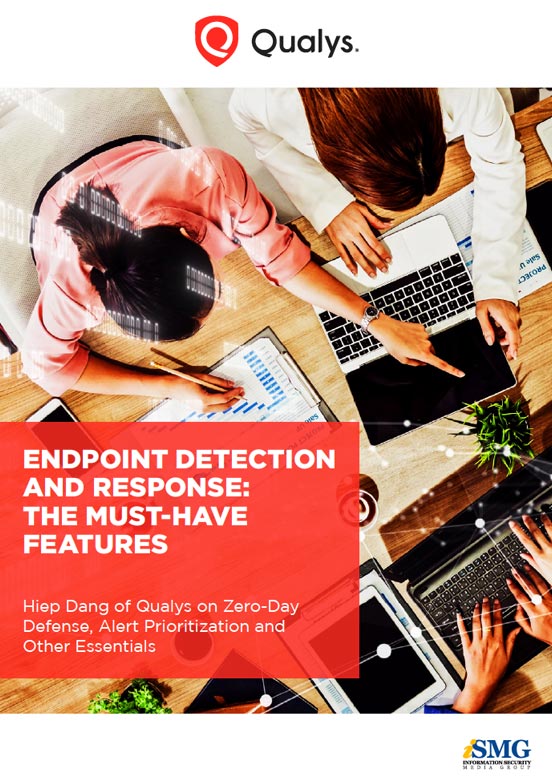 Qualys.
ENDPOINT DETECTION
AND RESPONSE:
THE MUST-HAVE
FEATURES
Hiep Dang of Qualys on Zero-Day
Defense, Alert Prioritization and
Other Essentials
iSMG
INFORMATION SECURITY
MEDIA GROUP